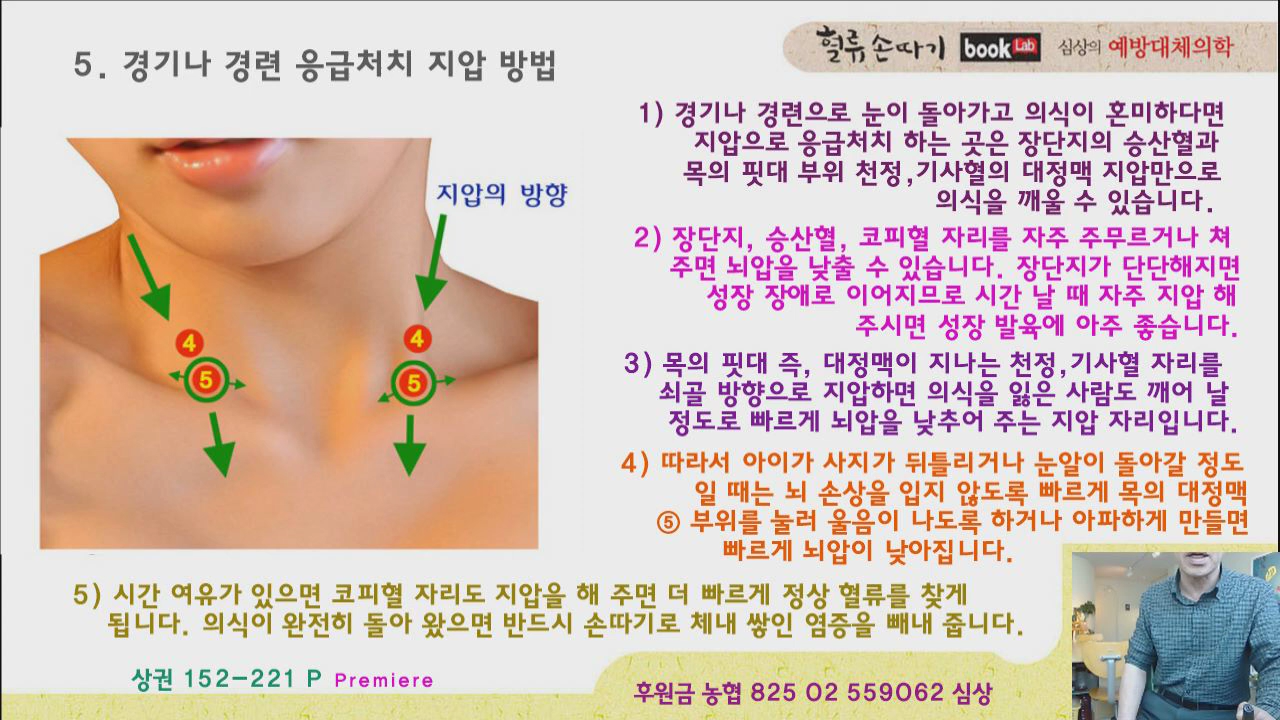 혈류손따기 book Lab 심상의 예방대체의학
5. 경기나 경련 응급처치 지압 방법
지압의 방향
4
4
5
5
1) 경기나 경련으로 눈이 돌아가고 의식이 혼미하다면
지압으로 응급처치 하는 곳은 장단지의 승산혈과
목의 핏대 부위 천정,기사혈의 대정맥 지압만으로
의식을 깨울 수 있습니다.
2) 장단지, 승산혈, 코피혈 자리를 자주 주무르거나 쳐
주면 뇌압을 낮출 수 있습니다. 장단지가 단단해지면
성장 장애로 이어지므로 시간 날 때 자주 지압 해
주시면 성장 발육에 아주 좋습니다.
3) 목의 핏대 즉, 대정맥이 지나는 천정,기사혈 자리를
쇠골 방향으로 지압하면 의식을 잃은 사람도 깨어 날
정도로 빠르게 뇌압을 낮추어 주는 지압 자리입니다.
4) 따라서 아이가 사지가 뒤틀리거나 눈알이 돌아갈 정도
일 때는 뇌 손상을 입지 않도록 빠르게 목의 대정맥
⑤ 부위를 눌러 울음이 나도록 하거나 아파하게 만들면
빠르게 뇌압이 낮아집니다.
5) 시간 여유가 있으면 코피혈 자리도 지압을 해 주면 더 빠르게 정상 혈류를 찾게
됩니다. 의식이 완전히 돌아 왔으면 반드시 손따기로 체내 쌓인 염증을 빼내 줍니다.
상권 152-221 P Premiere
후원금 농협 825 02 559062 심상